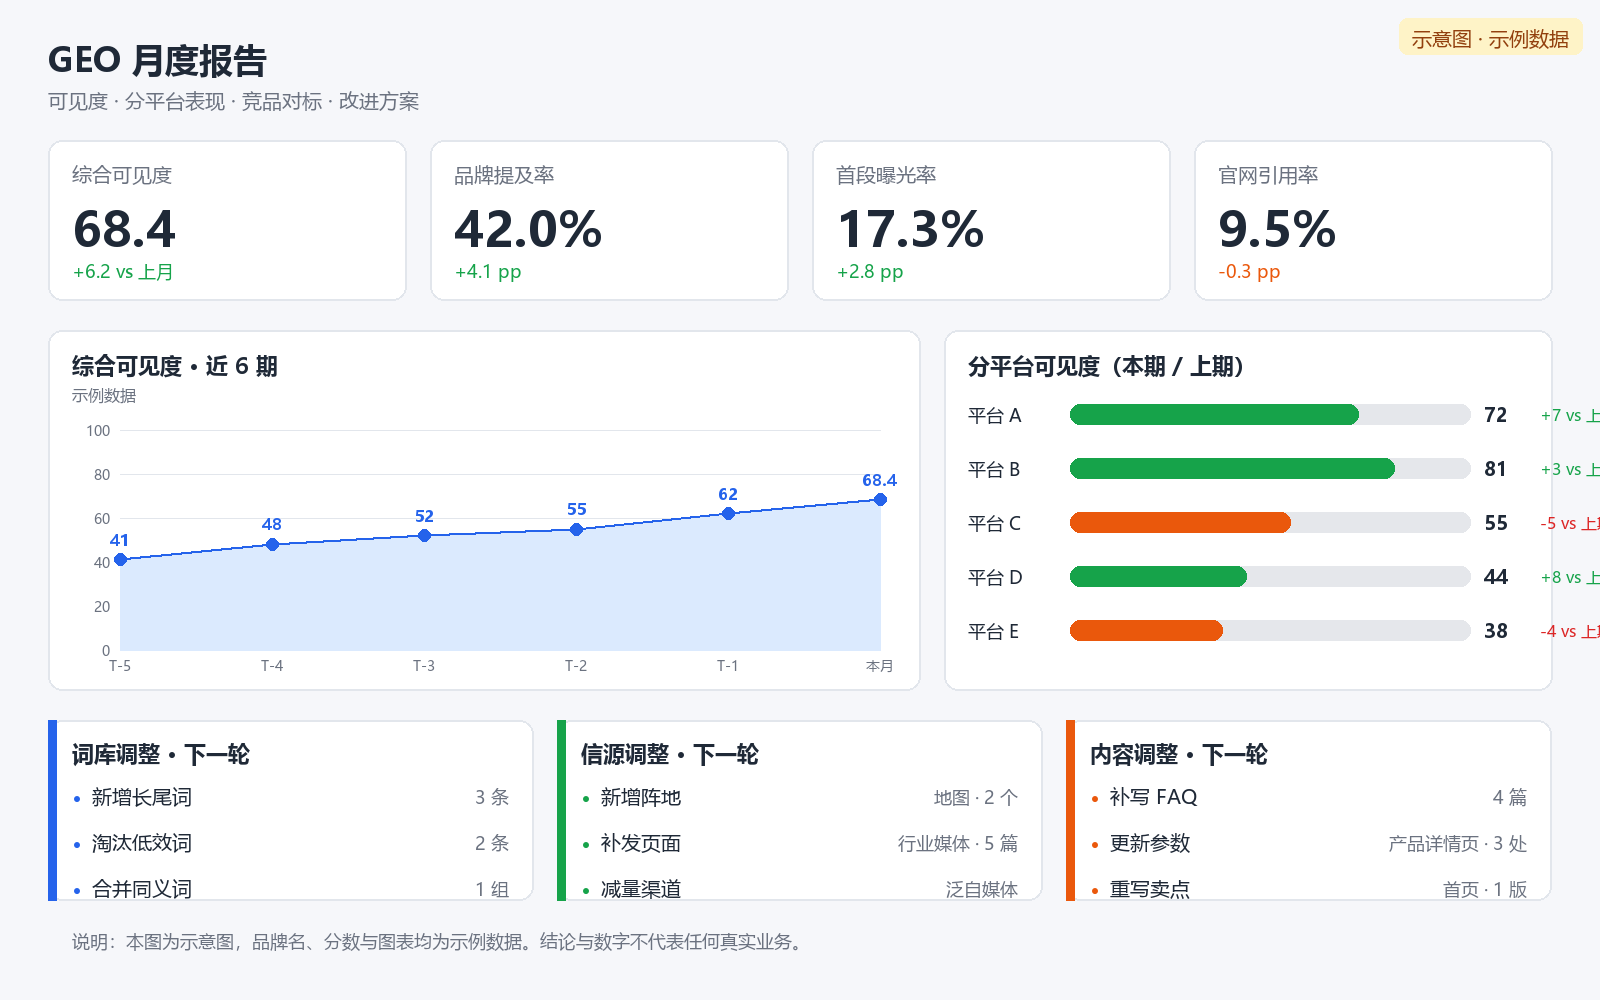 示意图 · 示例数据
GEO 月度报告
可见度 · 分平台表现 · 竞品对标 · 改进方案
综合可见度
68.4
+6.2 vs 上月
品牌提及率
42.0%
+4.1 pp
首段曝光率
17.3%
+2.8 pp
官网引用率
9.5%
-0.3 pp
综合可见度 · 近 6 期
示例数据
100
80
60
40
20
0
41
48
52
55
62
68.4
T-5
T-4
T-3
T-2
T-1
本月
分平台可见度（本期 / 上期）
平台 A 72 +7 vs 上
平台 B 81 +3 vs 上
平台 C 55 -5 vs 上
平台 D 44 +8 vs 上
平台 E 38 -4 vs 上
词库调整 · 下一轮
• 新增长尾词 3 条
• 淘汰低效词 2 条
• 合并同义词 1 组
信源调整 · 下一轮
• 新增阵地 地图 · 2 个
• 补发页面 行业媒体 · 5 篇
• 减量渠道 泛自媒体
内容调整 · 下一轮
• 补写 FAQ 4 篇
• 更新参数 产品详情页 · 3 处
• 重写卖点 首页 · 1 版
说明：本图为示意图，品牌名、分数与图表均为示例数据。结论与数字不代表任何真实业务。